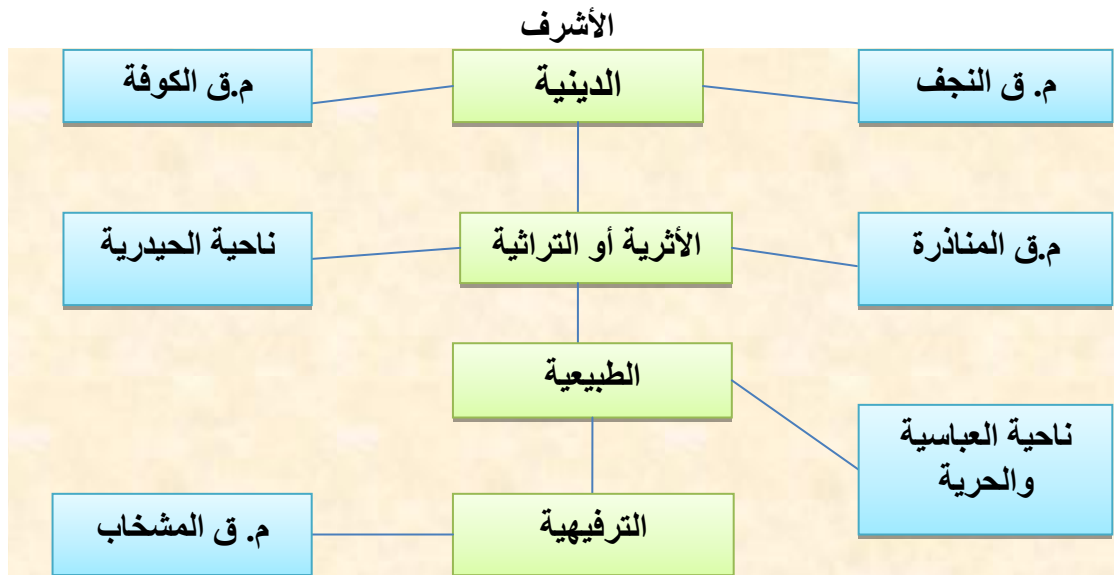 الأشرف
م. ق النجف
الدينية
م.ق الكوفة
م.ق المناذرة
الأثرية أو التراثية
ناحية الحيدرية
الطبيعية
ناحية العباسية
والحرية
الترفيهية
م. ق المشخاب